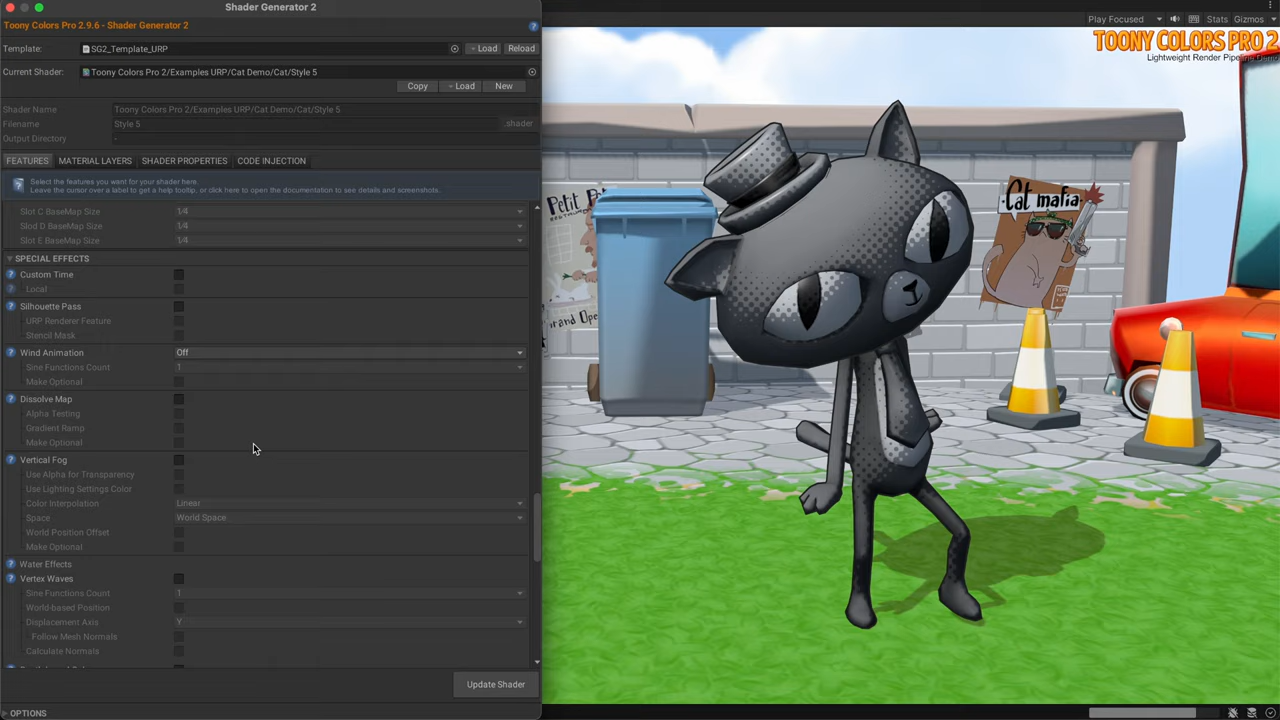 Shader Generator 2
Toony Colors Pro 2.9.6 - Shader Generator 2
Template: SG2_Template_URP Load Reload
Current Shader: Toony Colors Pro 2/Examples URP/Cat Demo/Cat/Style 5
Copy Load New
Shader Name Toony Colors Pro 2/Examples URP/Cat Demo/Cat/Style 5
Filename Style 5 .shader
Output Directory -
FEATURES MATERIAL LAYERS SHADER PROPERTIES CODE INJECTION
Select the features you want for your shader here.
Leave the cursor over a label to get a help tooltip, or click here to open the documentation to see details and screenshots.
Slot C BaseMap Size 1/4
Slod D BaseMap Size 1/4
Slot E BaseMap Size 1/4
SPECIAL EFFECTS
Custom Time
Local
Silhouette Pass
URP Renderer Feature
Stencil Mask
Wind Animation Off
Sine Functions Count 1
Make Optional
Dissolve Map
Alpha Testing
Gradient Ramp
Make Optional
Vertical Fog
Use Alpha for Transparency
Use Lighting Settings Color
Color Interpolation Linear
Space World Space
World Position Offset
Make Optional
Water Effects
Vertex Waves
Sine Functions Count 1
World-based Position
Displacement Axis Y
Follow Mesh Normals
Calculate Normals
Update Shader
OPTIONS
Play Focused Stats Gizmos
TOONY COLORS PRO 2
Lightweight Render Pipeline Demo
Petit P
Grand Ope
Cat mafia